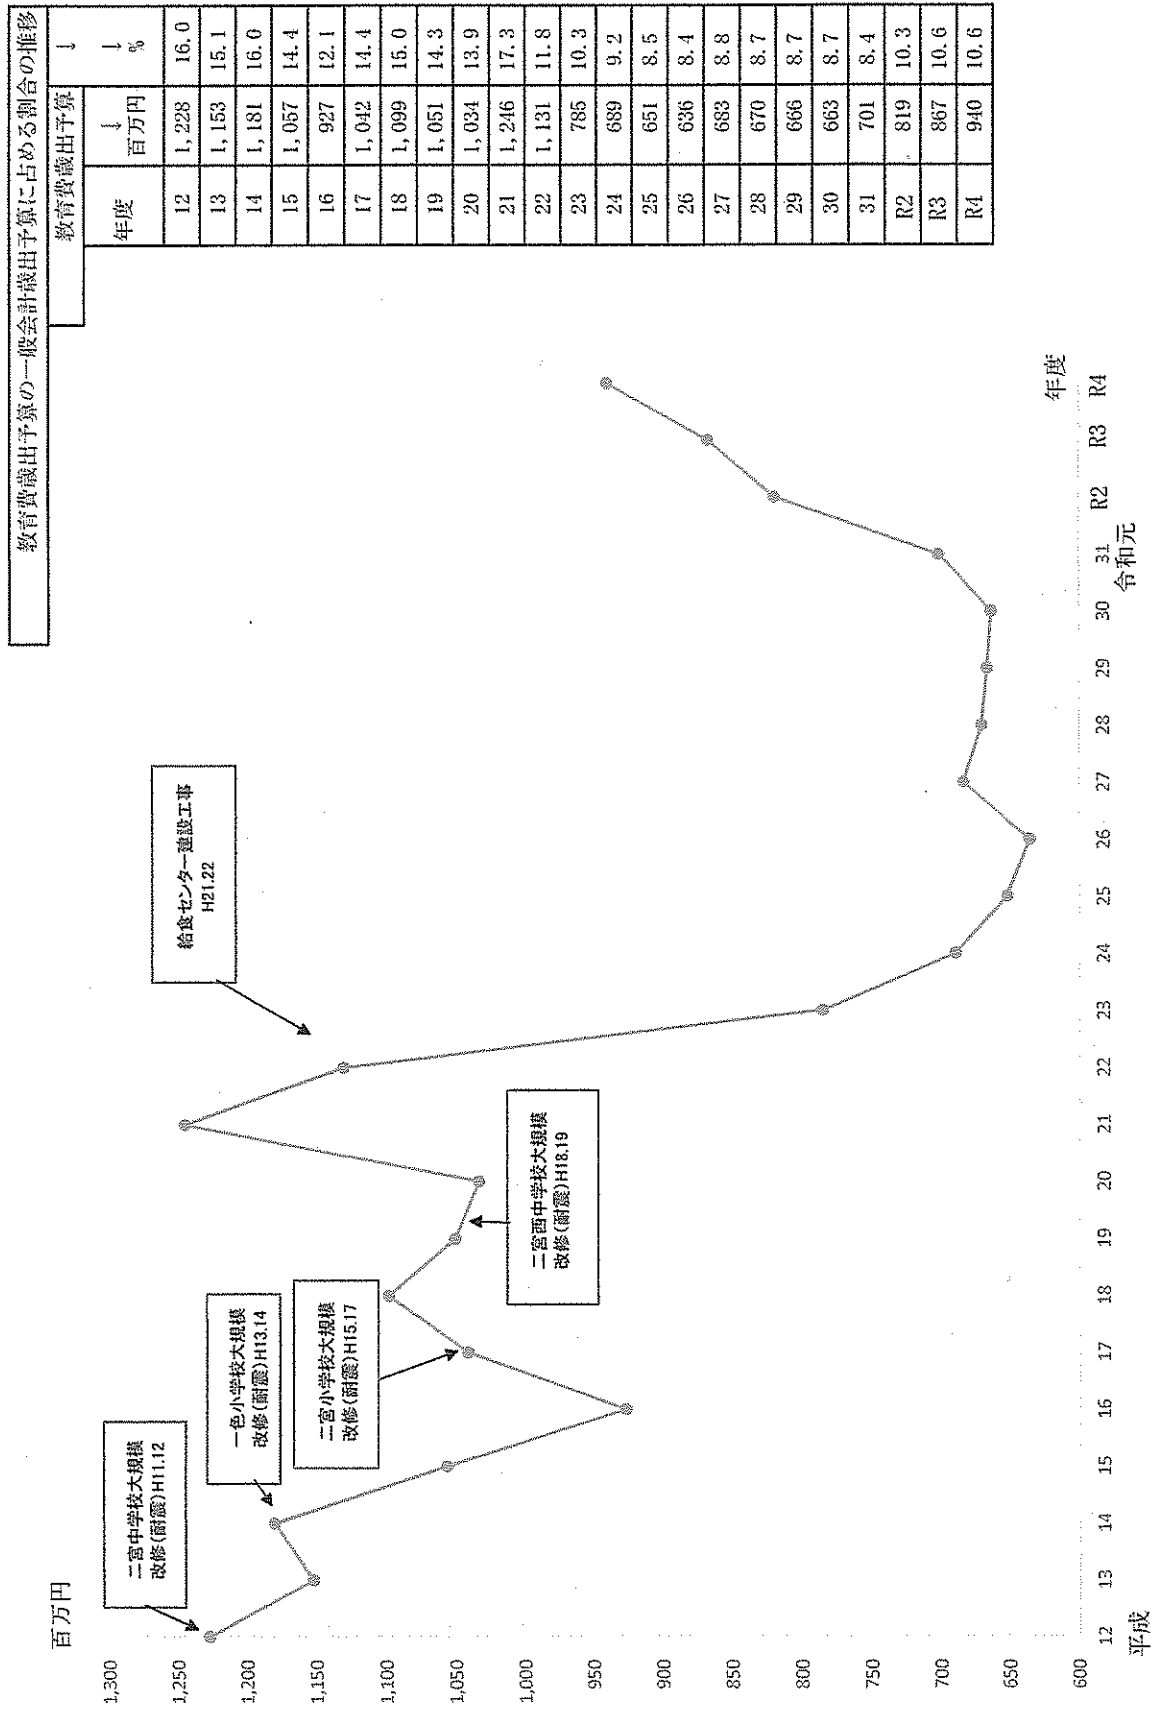 教育費歳出予算の一般会計歳出予算に占める割合の推移
教育費歳出予算 ↓
年度 ↓百万円 ↓%
12 1,228 16.0
13 1,153 15.1
14 1,181 16.0
15 1,057 14.4
16 927 12.1
17 1,042 14.4
18 1,099 15.0
19 1,051 14.3
20 1,034 13.9
21 1,246 17.3
22 1,131 11.8
23 785 10.3
24 689 9.2
25 651 8.5
26 636 8.4
27 683 8.8
28 670 8.7
29 666 8.7
30 663 8.7
31 701 8.4
R2 819 10.3
R3 867 10.6
R4 940 10.6
百万円
1,300
1,250
1,200
1,150
1,100
1,050
1,000
950
900
850
800
750
700
650
600
二宮中学校大規模
改修(耐震)H11.12
一色小学校大規模
改修(耐震)H13.14
二宮小学校大規模
改修(耐震)H15.17
二宮西中学校大規模
改修(耐震)H18.19
給食センター建設工事
H21.22
年度
12 13 14 15 16 17 18 19 20 21 22 23 24 25 26 27 28 29 30 31 R2 R3 R4
平成 令和元